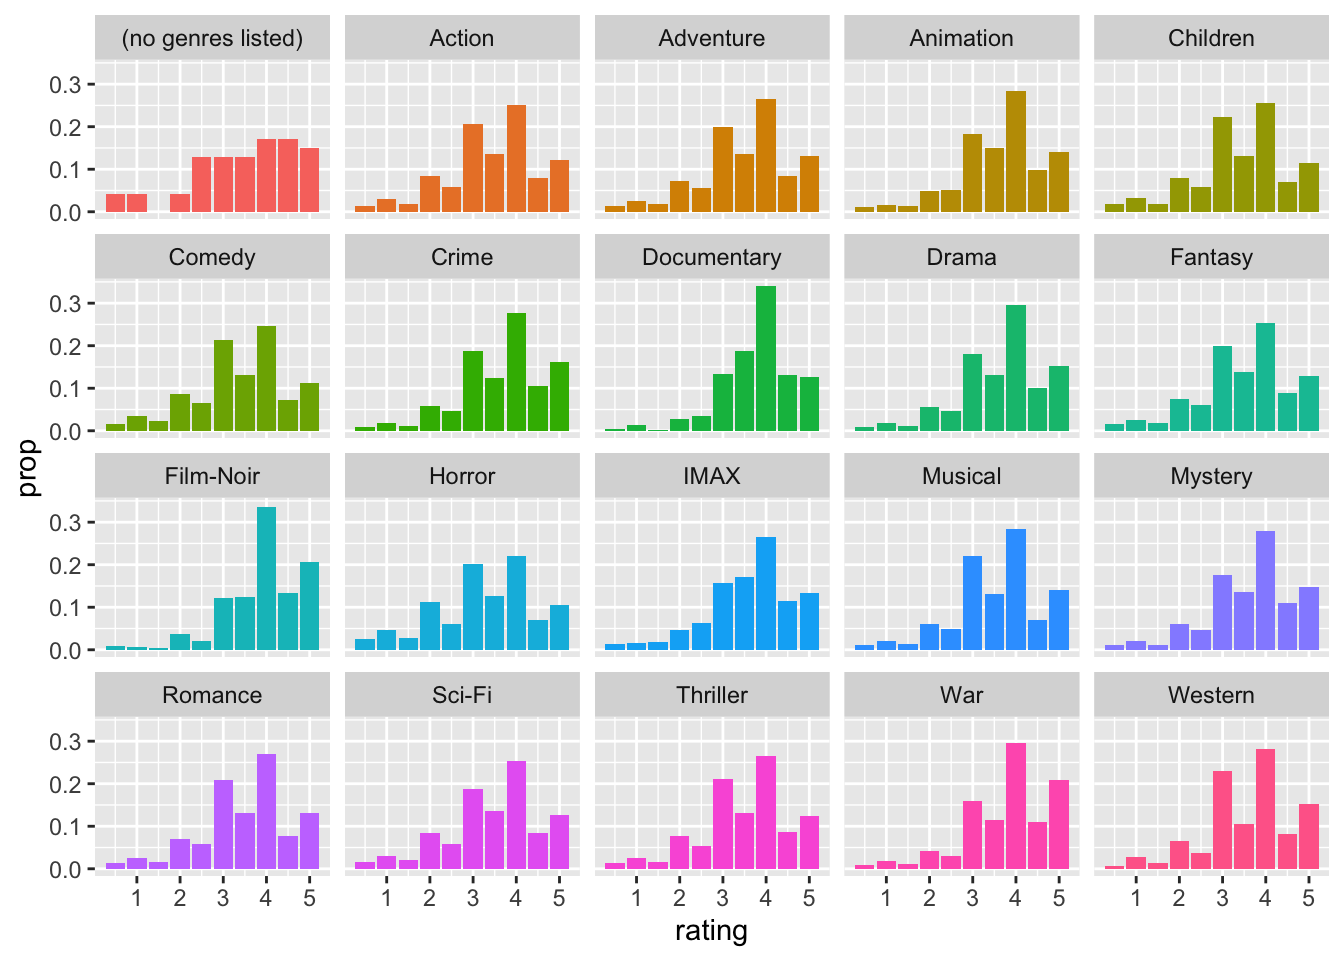 (no genres listed) Action Adventure Animation Children
0.3
0.2
0.1
0.0
Comedy Crime Documentary Drama Fantasy
0.3
0.2
0.1
0.0
prop
Film-Noir Horror IMAX Musical Mystery
0.3
0.2
0.1
0.0
Romance Sci-Fi Thriller War Western
0.3
0.2
0.1
0.0
1 2 3 4 5 1 2 3 4 5 1 2 3 4 5 1 2 3 4 5 1 2 3 4 5
rating